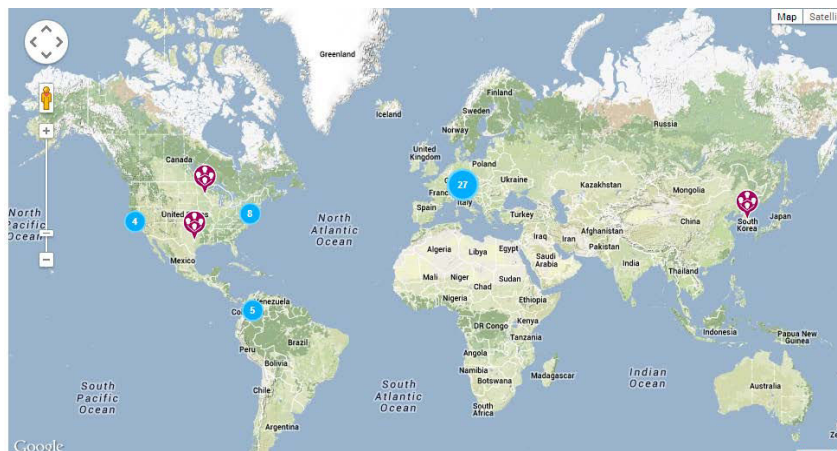 Map
Satelli
Greenland
Iceland
Finland
Sweden
Norway
Russia
Canada
United
Kingdom
Poland
Ukraine
Kazakhstan
Mongolia
27
Franc
Italy
Spain
Turkey
China
South
Korea
Japan
North
Pacific
Ocean
4
8
North
Atlantic
Ocean
Mexico
Algeria
Libya
Egypt
Iraq
Iran
Afghanistan
Pakistan
Saudi
Arabia
India
Thailand
Mali
Niger
Chad
Sudan
Nigeria
Ethiopia
5
Venezuela
Peru
Brazil
Bolivia
Chile
Argentina
DR Congo
Kenya
Tanzania
Angola
Namibia
Botswana
Madagascar
South
Africa
Indonesia
Papua New
Guinea
Indian
Ocean
Australia
South
Pacific
Ocean
South
Atlantic
Ocean
Google